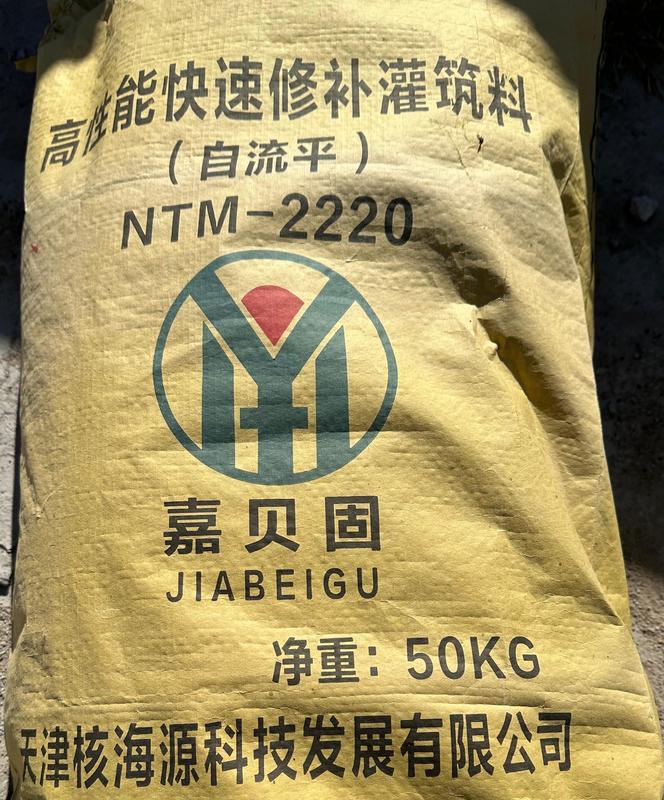 高性能快速修补灌筑料
（自流平）
NTM-2220
嘉贝固
JIABEIGU
净重：50KG
天津核海源科技发展有限公司